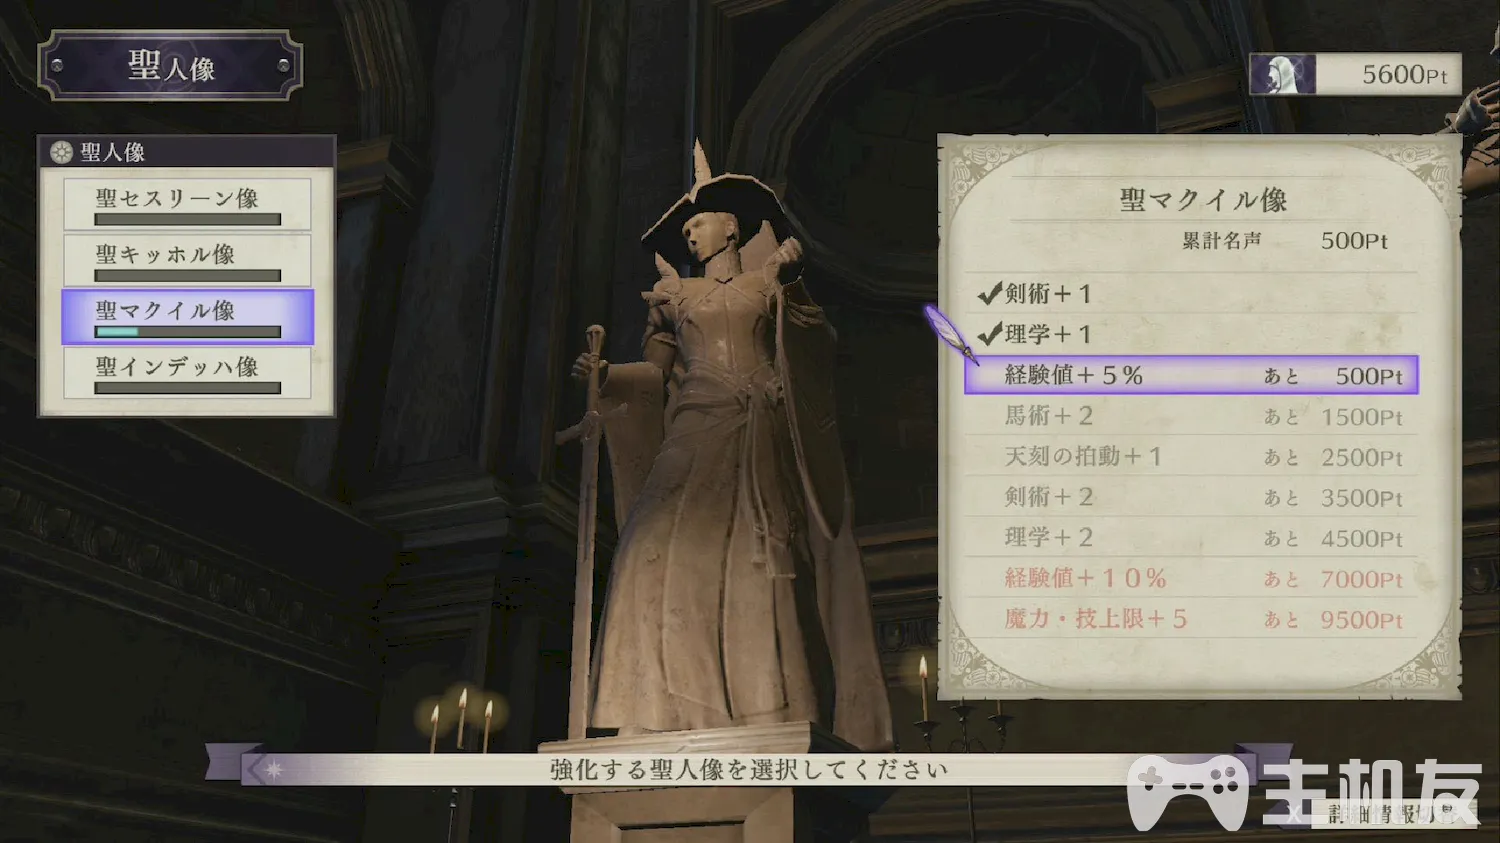 聖人像
5600Pt
聖人像
聖セスリーン像
聖キッホル像
聖マクイル像
聖インデッハ像
聖マクイル像
累計名声 500Pt
剣術+1
理学+1
経験値+5% あと 500Pt
馬術+2 あと 1500Pt
天刻の拍動+1 あと 2500Pt
剣術+2 あと 3500Pt
理学+2 あと 4500Pt
経験値+10% あと 7000Pt
魔力・技上限+5 あと 9500Pt
強化する聖人像を選択してください
主机友
X 詳細情報切替